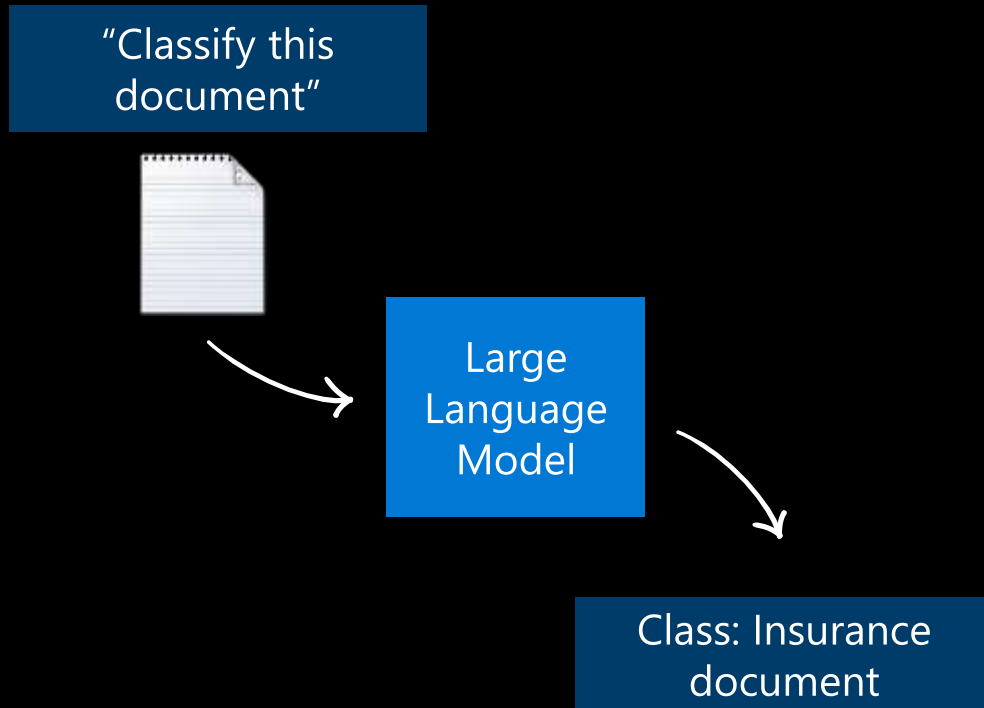 “Classify this
document”
Large
Language
Model
Class: Insurance
document